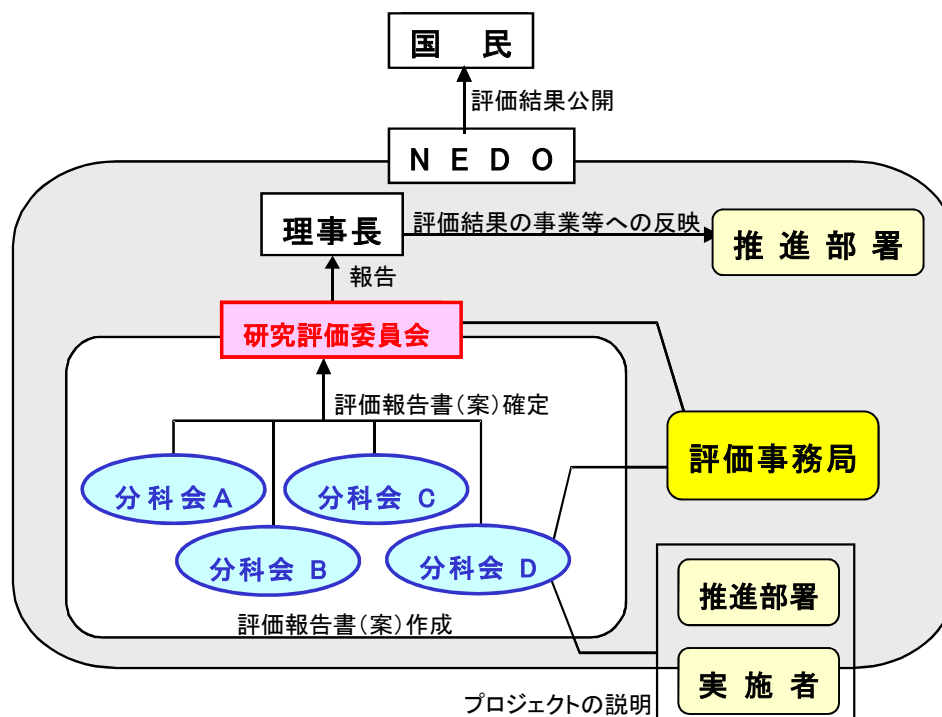 国　民
評価結果公開
ＮＥＤＯ
理事長
評価結果の事業等への反映
推進部署
報告
研究評価委員会
評価報告書（案）確定
評価事務局
分科会A
分科会 C
分科会 B
分科会 D
推進部署
評価報告書（案）作成
実施者
プロジェクトの説明